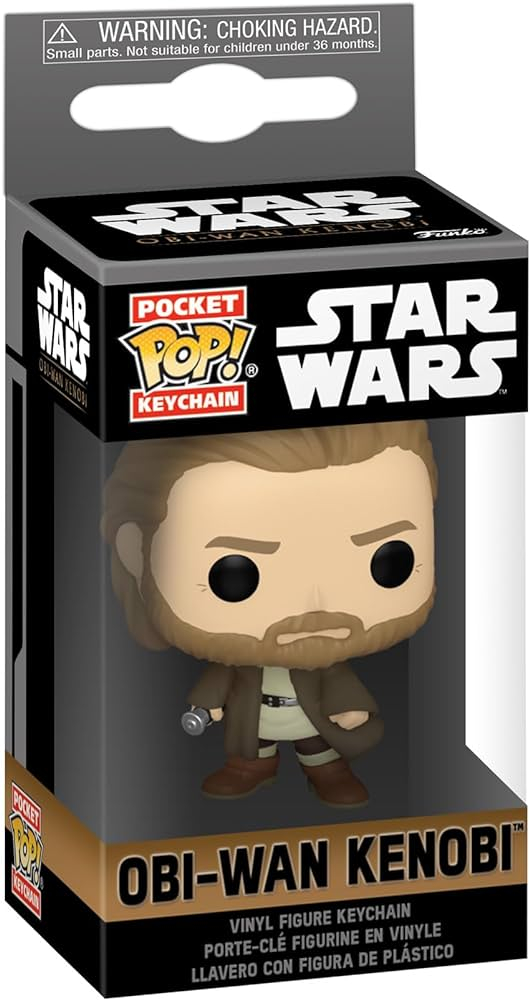 WARNING: CHOKING HAZARD.
Small parts. Not suitable for children under 36 months.
STAR
WARS
OBI-WAN KENOBI
Funko
STAR
WARS
OBI-WAN KENOBI
POCKET
POP!®
KEYCHAIN
STAR
WARS™
POCKET
POP!
KEYCHAIN
OBI-WAN KENOBI™
VINYL FIGURE KEYCHAIN
PORTE-CLÉ FIGURINE EN VINYLE
LLAVERO CON FIGURA DE PLÁSTICO